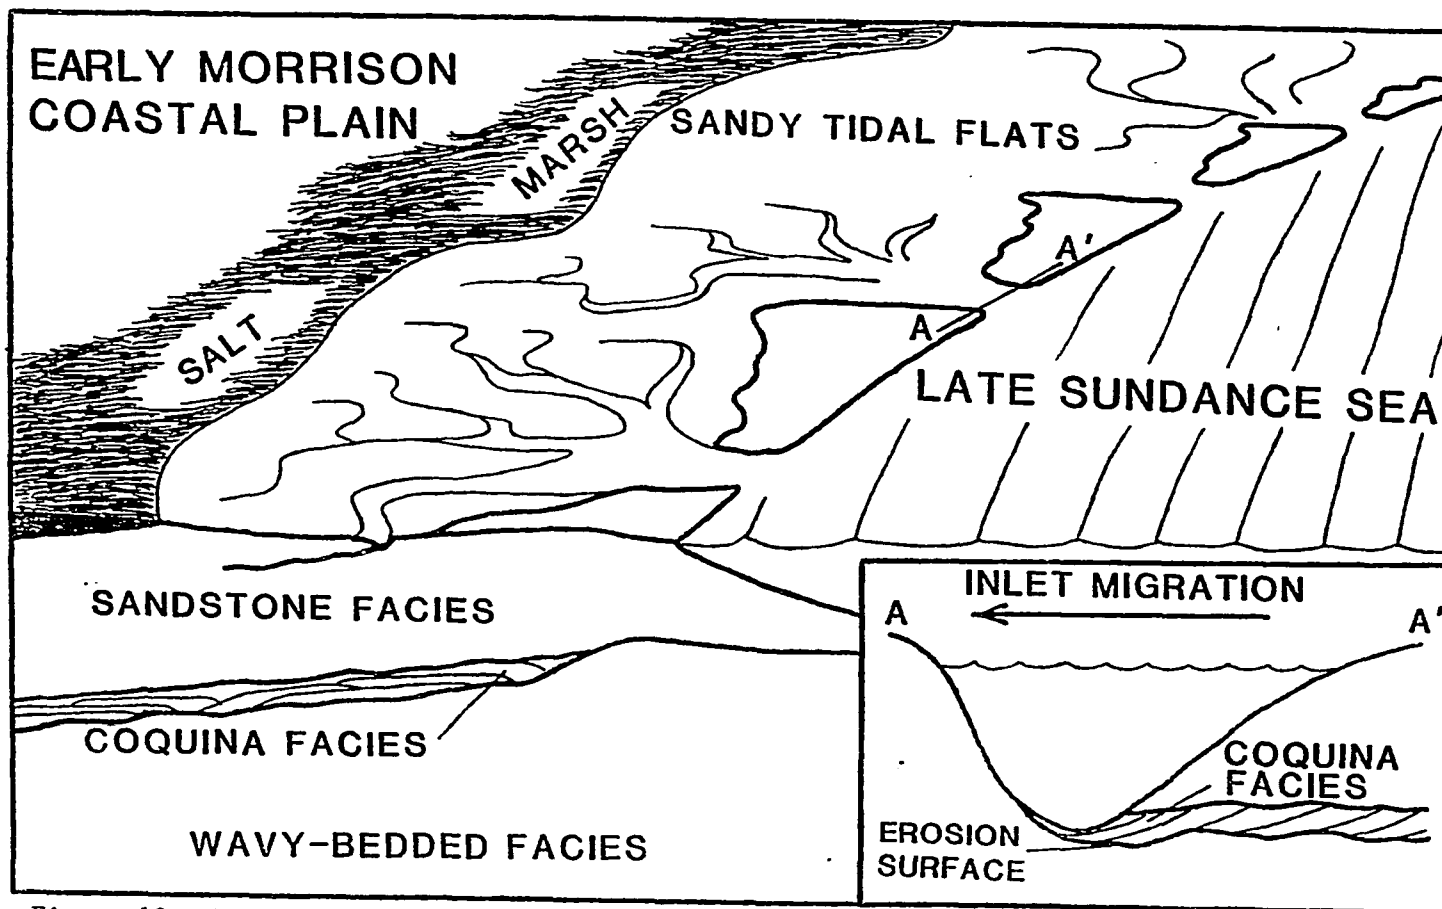 EARLY MORRISON
COASTAL PLAIN
SALT MARSH
SANDY TIDAL FLATS
A'
A
LATE SUNDANCE SEA
SANDSTONE FACIES
COQUINA FACIES
WAVY-BEDDED FACIES
INLET MIGRATION
A
A'
COQUINA
FACIES
EROSION
SURFACE